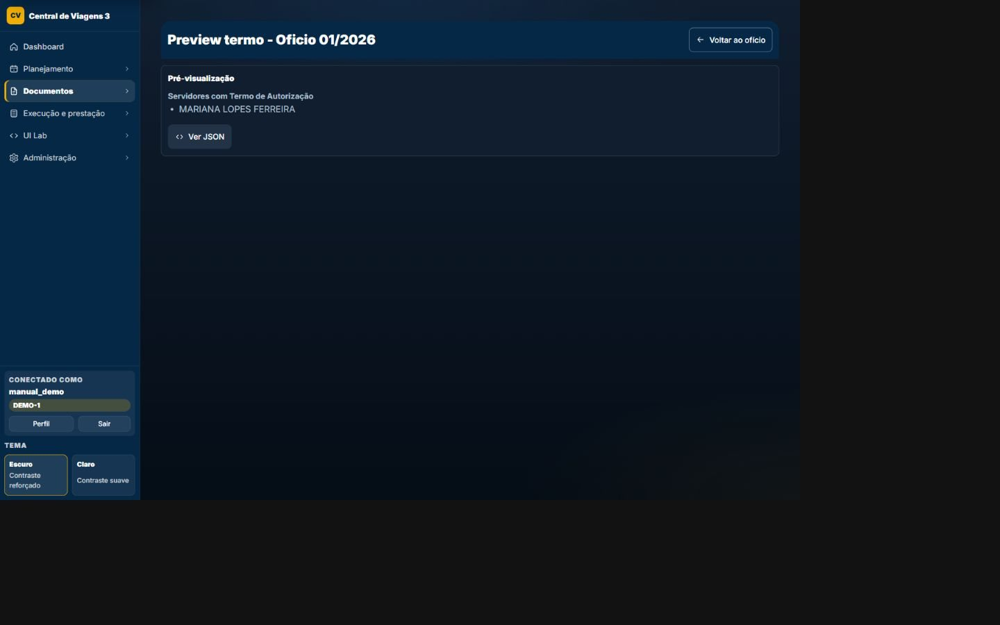 CV Central de Viagens 3
Dashboard
Planejamento
Documentos
Execução e prestação
UI Lab
Administração
CONECTADO COMO
manual_demo
DEMO-1
Perfil Sair
TEMA
Escuro
Contraste
reforçado
Claro
Contraste suave
Preview termo - Oficio 01/2026
Voltar ao ofício
Pré-visualização
Servidores com Termo de Autorização
• MARIANA LOPES FERREIRA
Ver JSON